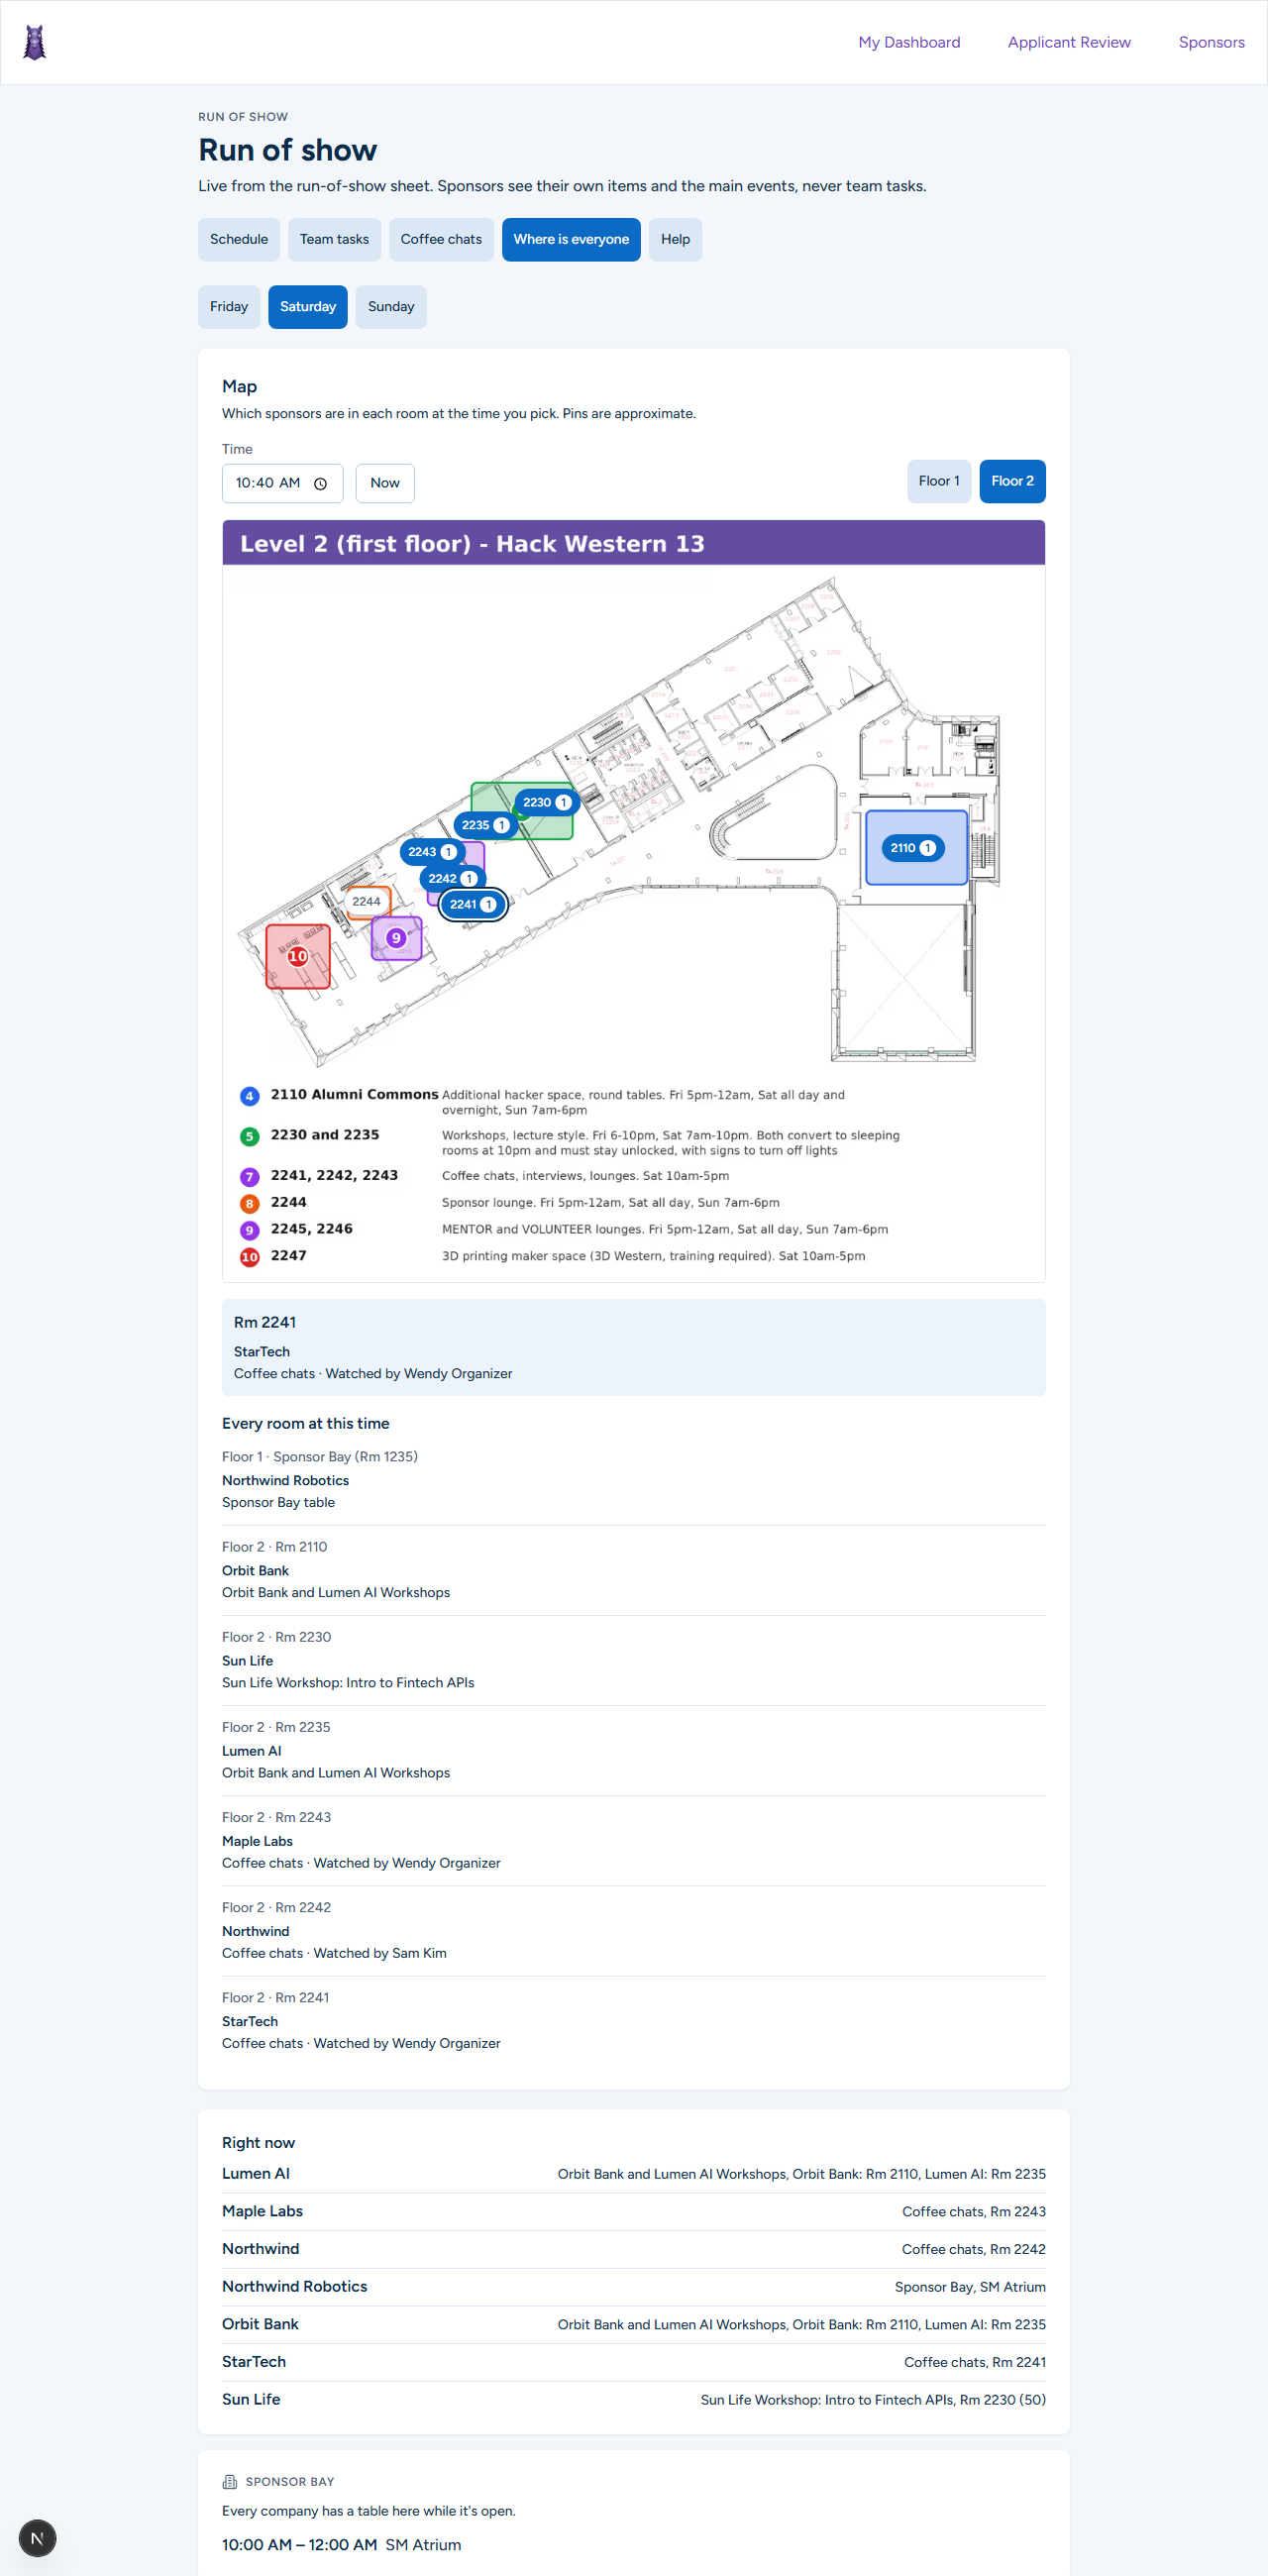 My Dashboard
Applicant Review
Sponsors
RUN OF SHOW
Run of show
Live from the run-of-show sheet. Sponsors see their own items and the main events, never team tasks.
Schedule
Team tasks
Coffee chats
Where is everyone
Help
Friday
Saturday
Sunday
Map
Which sponsors are in each room at the time you pick. Pins are approximate.
Time
10:40 AM
Now
Floor 1
Floor 2
Level 2 (first floor) - Hack Western 13
2230 1
2235 1
2243 1
2110 1
2242 1
2244
2241 1
9
10
4 2110 Alumni Commons Additional hacker space, round tables. Fri 5pm-12am, Sat all day and
overnight, Sun 7am-6pm
5 2230 and 2235 Workshops, lecture style. Fri 6-10pm, Sat 7am-10pm. Both convert to sleeping
rooms at 10pm and must stay unlocked, with signs to turn off lights
7 2241, 2242, 2243 Coffee chats, interviews, lounges. Sat 10am-5pm
8 2244 Sponsor lounge. Fri 5pm-12am, Sat all day, Sun 7am-6pm
9 2245, 2246 MENTOR and VOLUNTEER lounges. Fri 5pm-12am, Sat all day, Sun 7am-6pm
10 2247 3D printing maker space (3D Western, training required). Sat 10am-5pm
Rm 2241
StarTech
Coffee chats · Watched by Wendy Organizer
Every room at this time
Floor 1 · Sponsor Bay (Rm 1235)
Northwind Robotics
Sponsor Bay table
Floor 2 · Rm 2110
Orbit Bank
Orbit Bank and Lumen AI Workshops
Floor 2 · Rm 2230
Sun Life
Sun Life Workshop: Intro to Fintech APIs
Floor 2 · Rm 2235
Lumen AI
Orbit Bank and Lumen AI Workshops
Floor 2 · Rm 2243
Maple Labs
Coffee chats · Watched by Wendy Organizer
Floor 2 · Rm 2242
Northwind
Coffee chats · Watched by Sam Kim
Floor 2 · Rm 2241
StarTech
Coffee chats · Watched by Wendy Organizer
Right now
Lumen AI Orbit Bank and Lumen AI Workshops, Orbit Bank: Rm 2110, Lumen AI: Rm 2235
Maple Labs Coffee chats, Rm 2243
Northwind Coffee chats, Rm 2242
Northwind Robotics Sponsor Bay, SM Atrium
Orbit Bank Orbit Bank and Lumen AI Workshops, Orbit Bank: Rm 2110, Lumen AI: Rm 2235
StarTech Coffee chats, Rm 2241
Sun Life Sun Life Workshop: Intro to Fintech APIs, Rm 2230 (50)
SPONSOR BAY
Every company has a table here while it's open.
10:00 AM – 12:00 AM SM Atrium
N